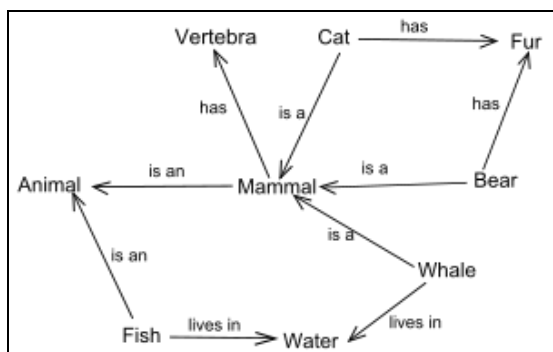 Vertebra
Cat
has
Fur
has
is a
has
Animal
is an
Mammal
is a
Bear
is an
is a
Whale
Fish
lives in
Water
lives in